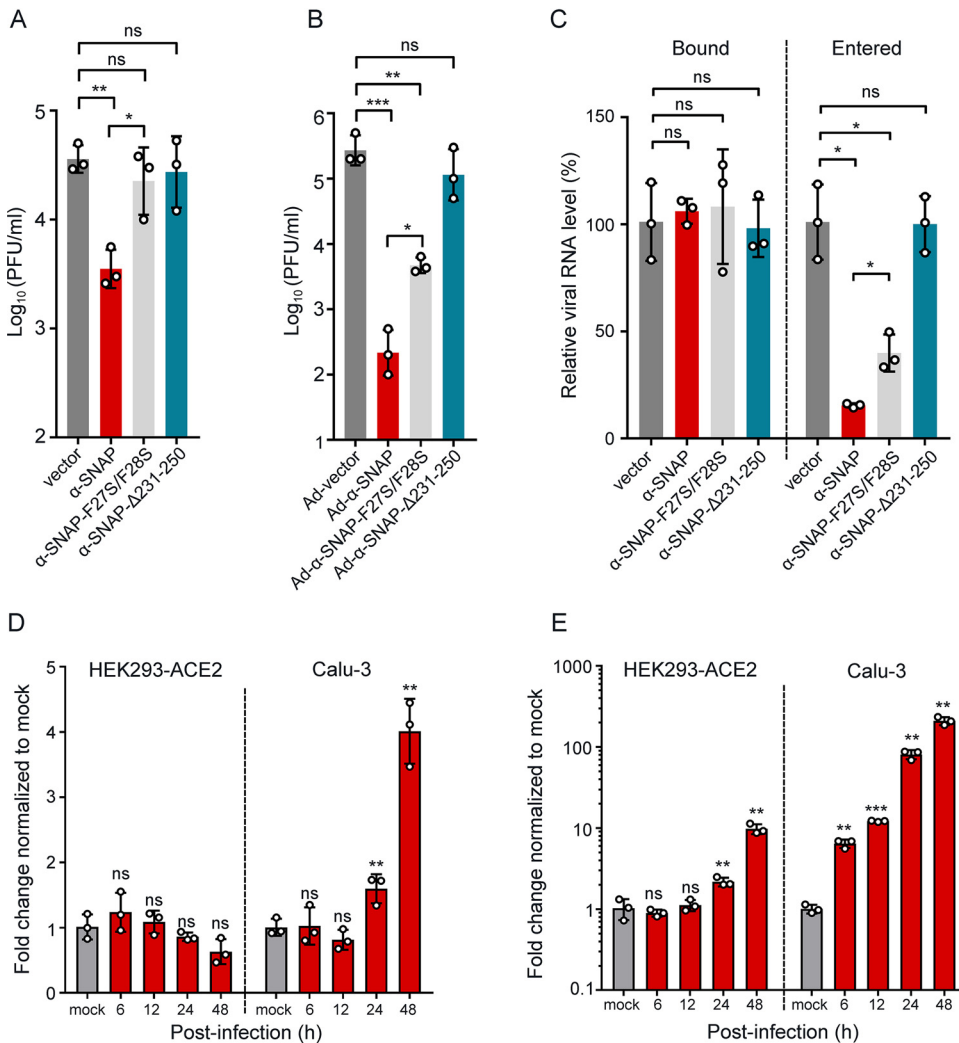 A
ns
ns
**
*
5
4
3
2
Log₁₀ (PFU/ml)
vector
α-SNAP
α-SNAP-F27S/F28S
α-SNAP-Δ231-250
B
ns
**
***
*
6
5
4
3
2
1
Log₁₀ (PFU/ml)
Ad-vector
Ad-α-SNAP
Ad-α-SNAP-F27S/F28S
Ad-α-SNAP-Δ231-250
C
Bound
Entered
ns
ns
ns
ns
*
*
*
150
100
50
0
Relative viral RNA level (%)
vector
α-SNAP
α-SNAP-F27S/F28S
α-SNAP-Δ231-250
vector
α-SNAP
α-SNAP-F27S/F28S
α-SNAP-Δ231-250
D
HEK293-ACE2
Calu-3
5
4
3
2
1
0
Fold change normalized to mock
ns
ns
ns
ns
ns
ns
**
**
mock 6 12 24 48 mock 6 12 24 48
Post-infection (h)
E
HEK293-ACE2
Calu-3
1000
100
10
1
0.1
Fold change normalized to mock
ns
ns
**
**
**
***
**
**
mock 6 12 24 48 mock 6 12 24 48
Post-infection (h)